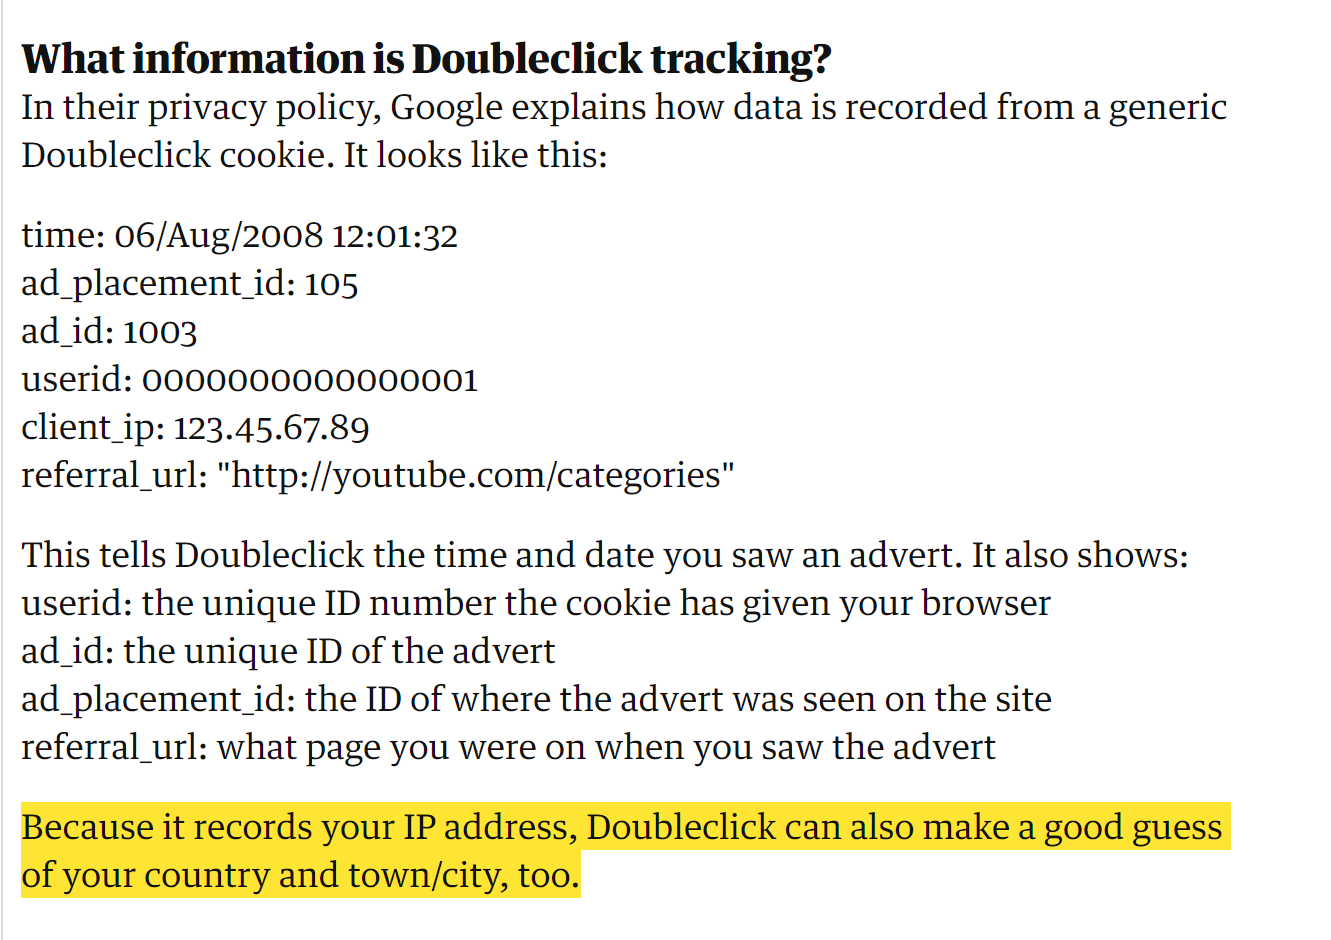 What information is Doubleclick tracking?
In their privacy policy, Google explains how data is recorded from a generic
Doubleclick cookie. It looks like this:
time: 06/Aug/2008 12:01:32
ad_placement_id: 105
ad_id: 1003
userid: 0000000000000001
client_ip: 123.45.67.89
referral_url: "http://youtube.com/categories"
This tells Doubleclick the time and date you saw an advert. It also shows:
userid: the unique ID number the cookie has given your browser
ad_id: the unique ID of the advert
ad_placement_id: the ID of where the advert was seen on the site
referral_url: what page you were on when you saw the advert
Because it records your IP address, Doubleclick can also make a good guess
of your country and town/city, too.